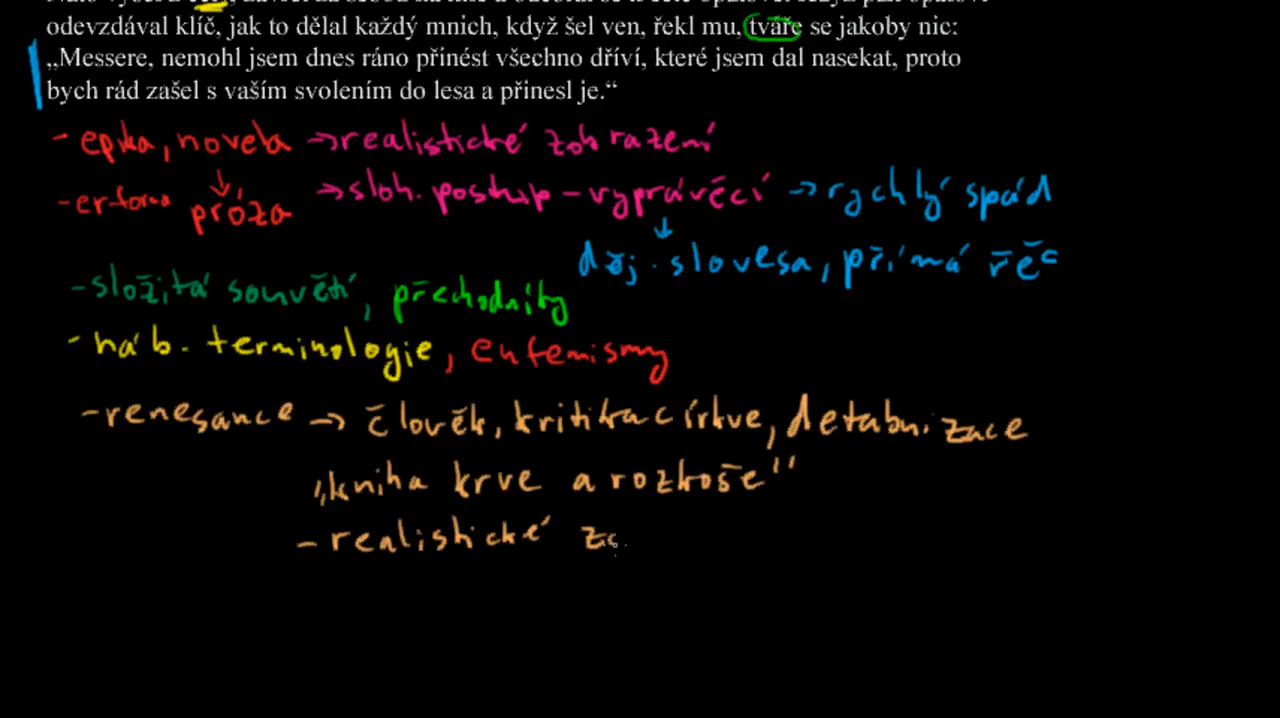 odevzdával klíč, jak to dělal každý mnich, když šel ven, řekl mu, tváře se jakoby nic:
„Messere, nemohl jsem dnes ráno přinést všechno dříví, které jsem dal nasekat, proto
bych rád zašel s vaším svolením do lesa a přinesl je.“
- epika, novela → realistické zobrazení
- er-forma ↓ próza → sloh. postup - vyprávěcí → rychlý spád
↓ děj. slovesa, přímá řeč
- složitá souvětí, přechodníky
- náb. terminologie, eufemismy
- renesance → člověk, kritika církve, detabuizace
„kniha krve a rozkoše"
- realistické zo